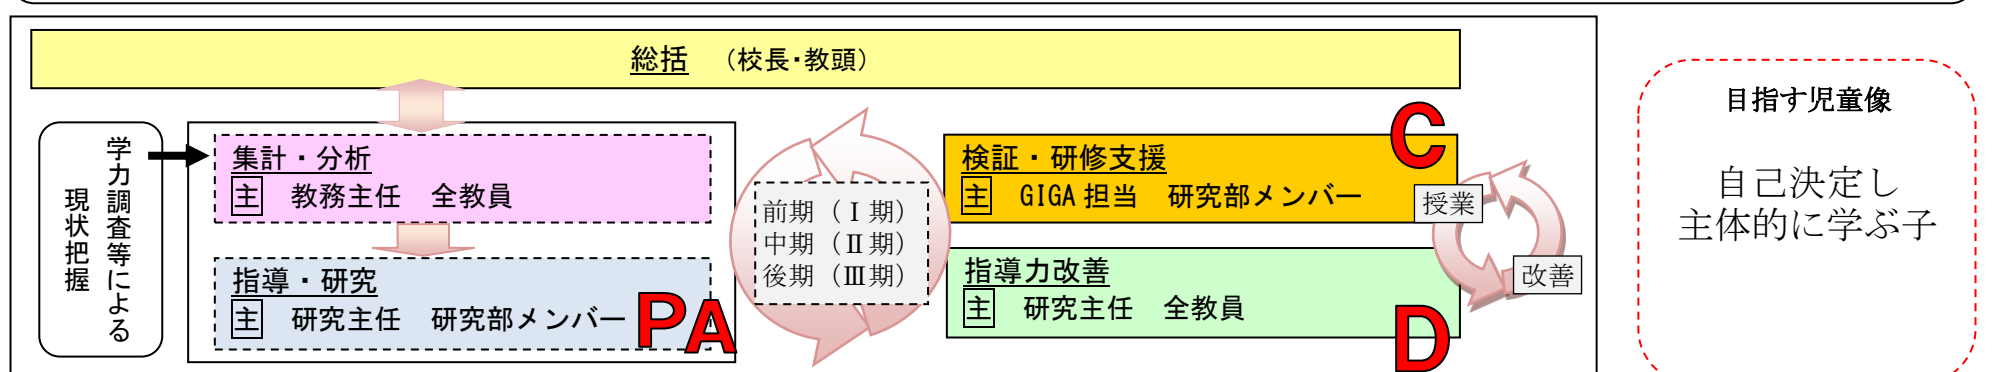 総括　（校長・教頭）
学力調査等による
現状把握
集計・分析
主　教務主任　全教員
指導・研究
主　研究主任　研究部メンバー
PA
前期（Ⅰ期）
中期（Ⅱ期）
後期（Ⅲ期）
検証・研修支援
主　GIGA 担当　研究部メンバー
C
指導力改善
主　研究主任　全教員
D
授業
改善
目指す児童像
自己決定し
主体的に学ぶ子